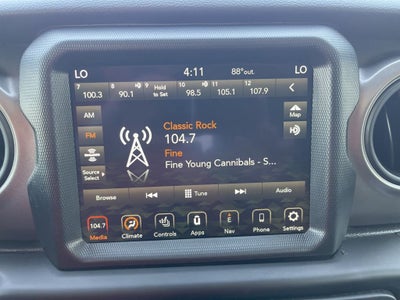 LO 4:11 88°out. LO
7 8 9 10 11 12
100.3 90.1 Hold to Set 98.5 105.1 107.9
AM
Map
FM
Classic Rock
104.7
Fine
Fine Young Cannibals - S...
Source Select
Browse Tune Audio
104.7
Media Climate Controls Apps Nav Phone Settings